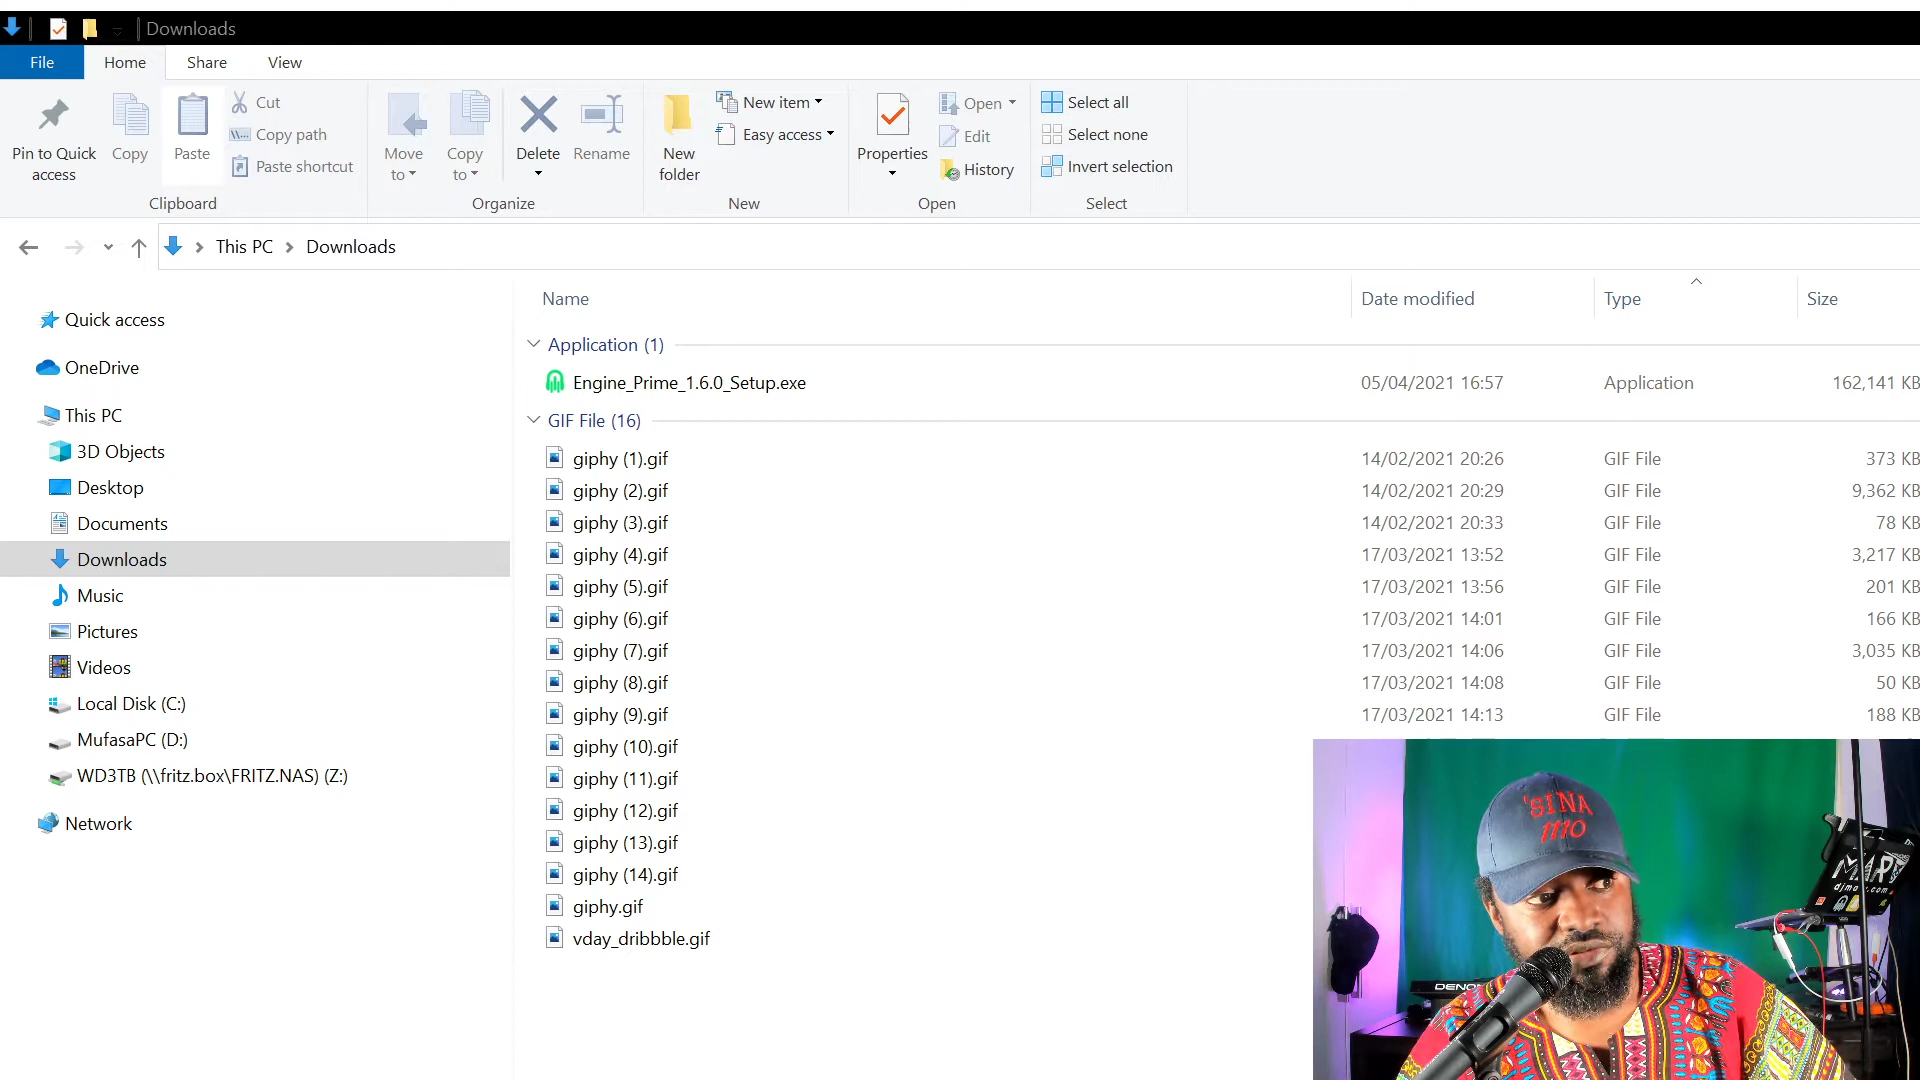 Downloads
File Home Share View
Pin to Quick access
Copy
Paste
Cut
Copy path
Paste shortcut
Clipboard
Move to
Copy to
Delete
Rename
Organize
New folder
New item
Easy access
New
Properties
Open
Edit
History
Open
Select all
Select none
Invert selection
Select
This PC Downloads
Quick access
OneDrive
This PC
3D Objects
Desktop
Documents
Downloads
Music
Pictures
Videos
Local Disk (C:)
MufasaPC (D:)
WD3TB (\\fritz.box\FRITZ.NAS) (Z:)
Network
Name Date modified Type Size
Application (1)
Engine_Prime_1.6.0_Setup.exe 05/04/2021 16:57 Application 162,141 KB
GIF File (16)
giphy (1).gif 14/02/2021 20:26 GIF File 373 KB
giphy (2).gif 14/02/2021 20:29 GIF File 9,362 KB
giphy (3).gif 14/02/2021 20:33 GIF File 78 KB
giphy (4).gif 17/03/2021 13:52 GIF File 3,217 KB
giphy (5).gif 17/03/2021 13:56 GIF File 201 KB
giphy (6).gif 17/03/2021 14:01 GIF File 166 KB
giphy (7).gif 17/03/2021 14:06 GIF File 3,035 KB
giphy (8).gif 17/03/2021 14:08 GIF File 50 KB
giphy (9).gif 17/03/2021 14:13 GIF File 188 KB
giphy (10).gif
giphy (11).gif
giphy (12).gif
giphy (13).gif
giphy (14).gif
giphy.gif
vday_dribbble.gif
'SINA
1110
DENON